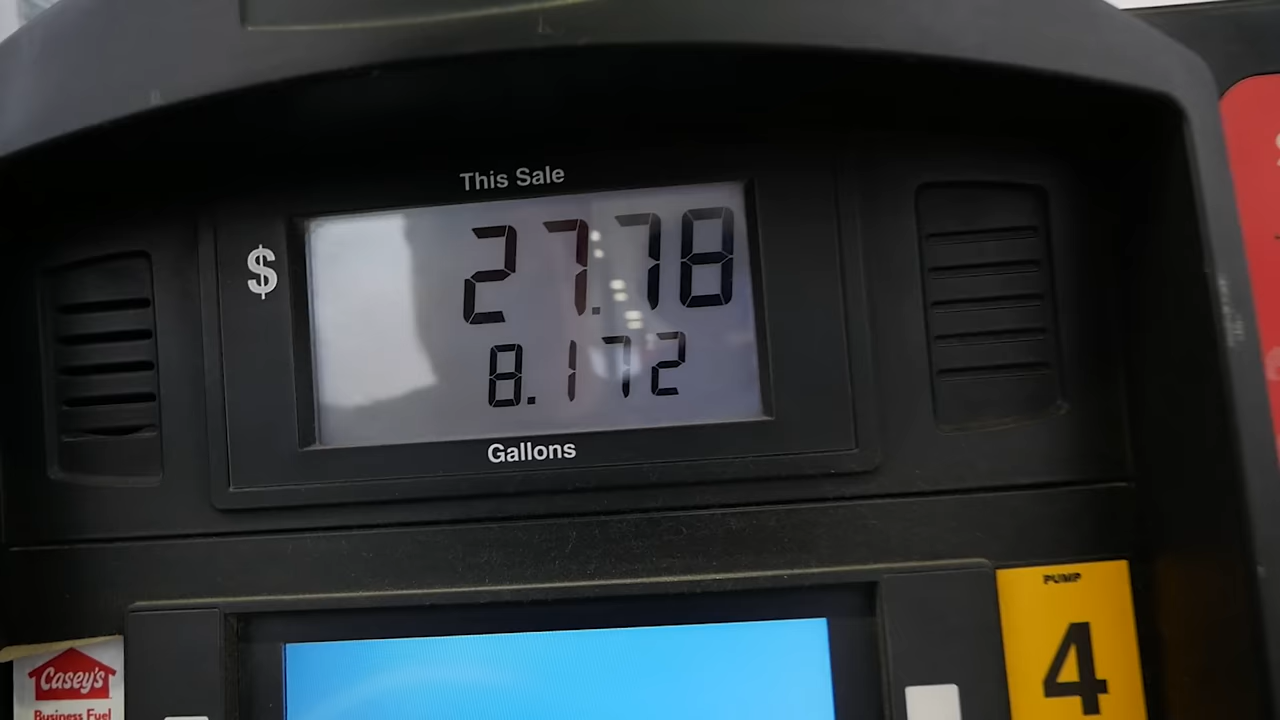 This Sale
$ 27.78
8.172
Gallons
PUMP
4
Casey's
Business Fuel